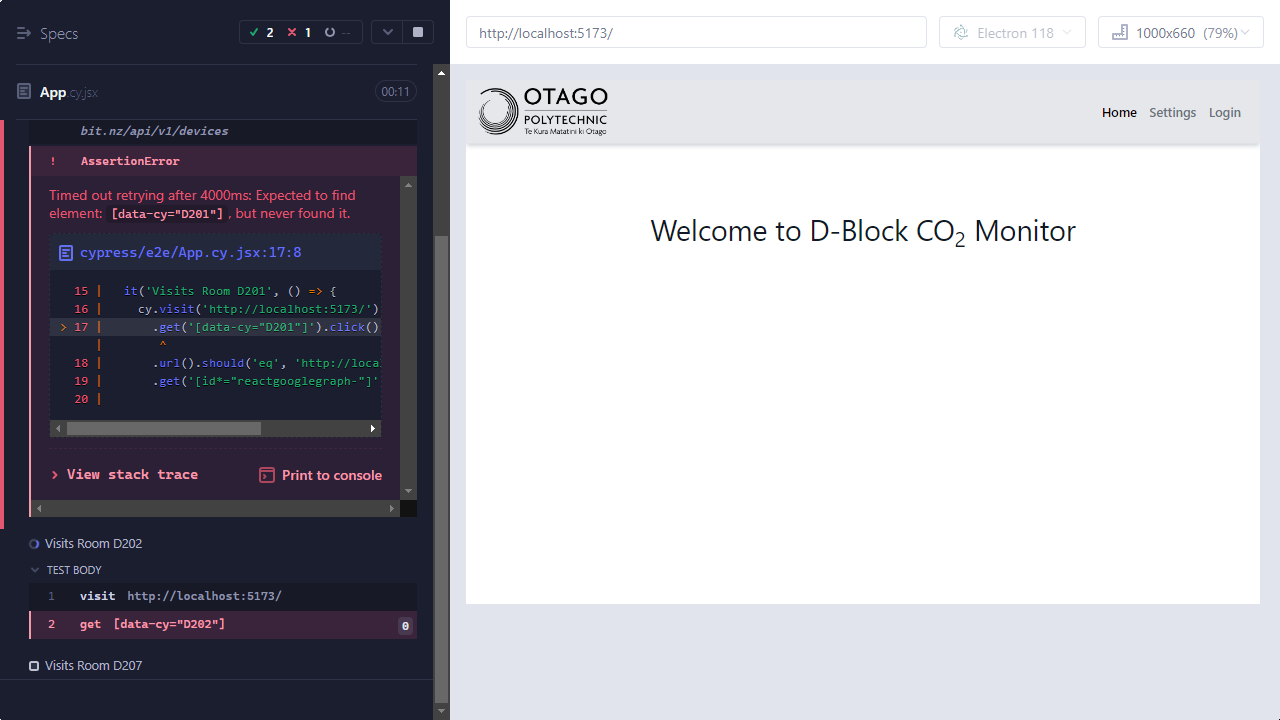 Specs
2
1
--
App.cy.jsx
00:11
bit.nz/api/v1/devices
! AssertionError
Timed out retrying after 4000ms: Expected to find
element: [data-cy="D201"], but never found it.
cypress/e2e/App.cy.jsx:17:8
15 | it('Visits Room D201', () => {
16 | cy.visit('http://localhost:5173/')
> 17 | .get('[data-cy="D201"]').click()
| ^
18 | .url().should('eq', 'http://loca
19 | .get('[id*="reactgooglegraph-"]'
20 |
> View stack trace
Print to console
Visits Room D202
TEST BODY
1 visit http://localhost:5173/
2 get [data-cy="D202"] 0
Visits Room D207
http://localhost:5173/
Electron 118
1000x660 (79%)
OTAGO
POLYTECHNIC
Te Kura Matatini ki Otago
Home Settings Login
Welcome to D-Block CO₂ Monitor